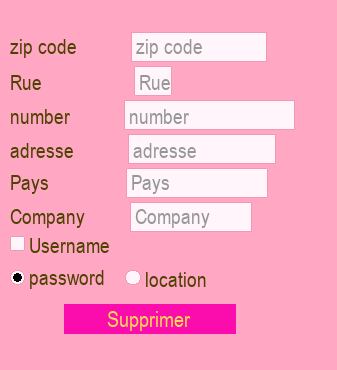 zip code zip code
Rue Rue
number number
adresse adresse
Pays Pays
Company Company
Username
password location
Supprimer